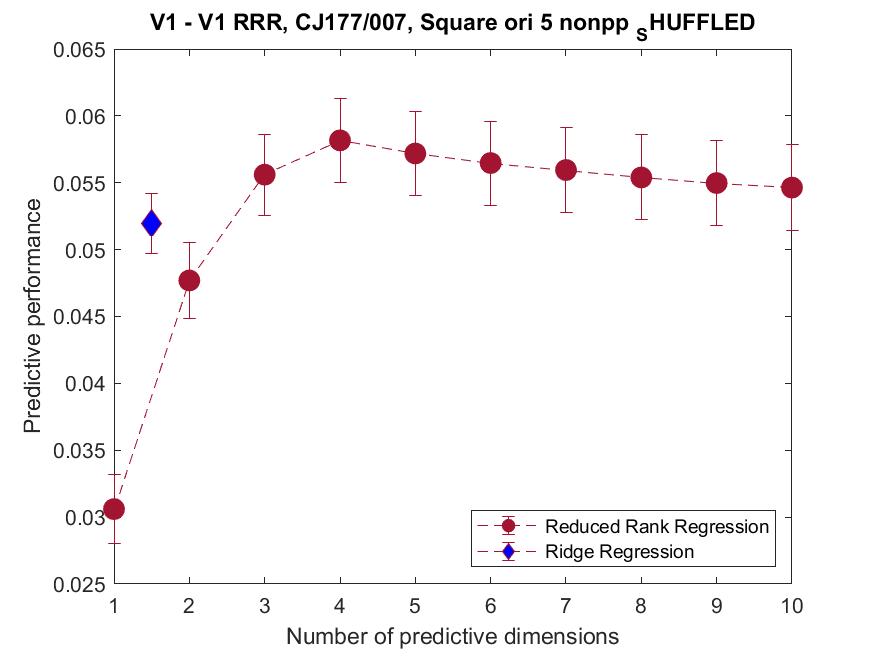 V1 - V1 RRR, CJ177/007, Square ori 5 nonpp SHUFFLED
0.065
0.06
0.055
0.05
0.045
0.04
0.035
0.03
0.025
Predictive performance
1 2 3 4 5 6 7 8 9 10
Number of predictive dimensions
Reduced Rank Regression
Ridge Regression